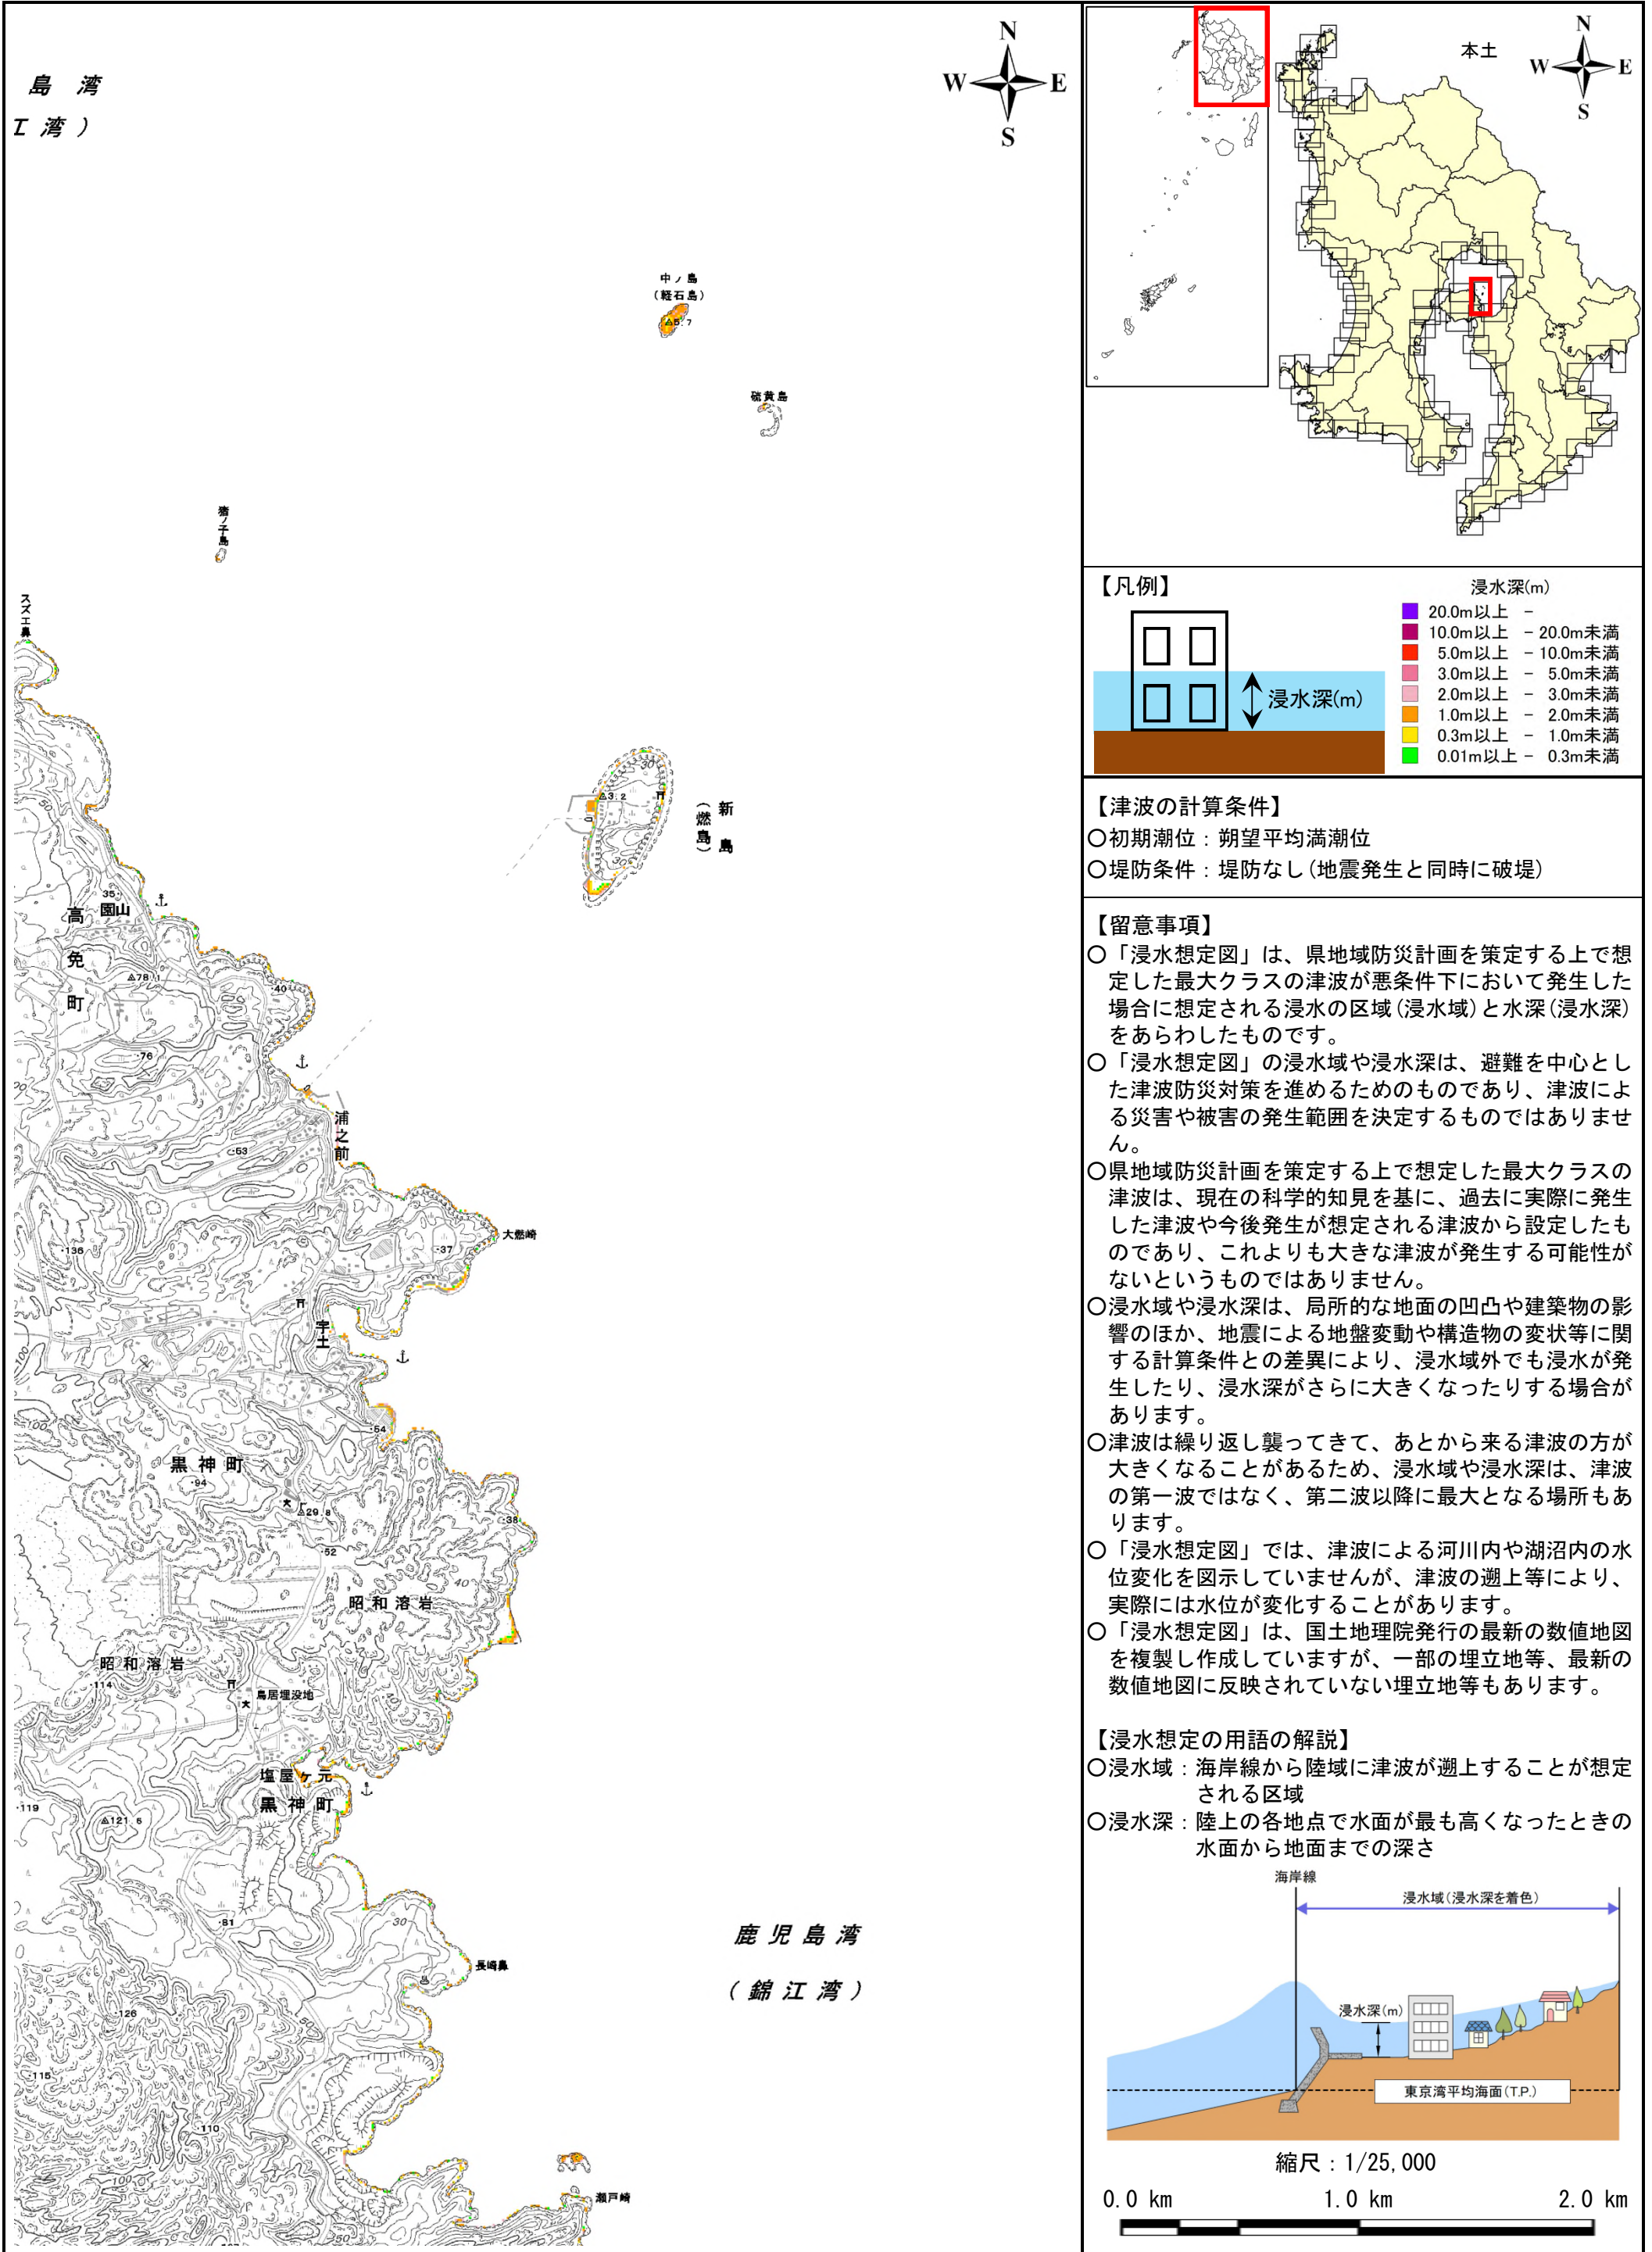 島 湾
江 湾 )
N
W E
S
中ノ島
(軽石島)
5.7
硫黄島
猪ノ子島
スズエ鼻
50
30
3.2
新島
(燃島)
30
35
園山
高免町
78.1
40
76
浦之前
63
大燃崎
136
37
宇土
100
64
100
黒神町
94
29.8
38
52
40
昭和溶岩
昭和溶岩
114
鳥居埋没地
40
塩屋ヶ元
黒神町
119
121.6
30
81
長崎鼻
鹿児島湾
(錦江湾)
126
50
115
110
100
瀬戸崎
50
本土
N
W E
S
【凡例】
浸水深(m)
浸水深(m)
20.0m以上 -
10.0m以上 - 20.0m未満
5.0m以上 - 10.0m未満
3.0m以上 - 5.0m未満
2.0m以上 - 3.0m未満
1.0m以上 - 2.0m未満
0.3m以上 - 1.0m未満
0.01m以上 - 0.3m未満
【津波の計算条件】
○初期潮位：朔望平均満潮位
○堤防条件：堤防なし(地震発生と同時に破堤)
【留意事項】
○「浸水想定図」は、県地域防災計画を策定する上で想
定した最大クラスの津波が悪条件下において発生した
場合に想定される浸水の区域(浸水域)と水深(浸水深)
をあらわしたものです。
○「浸水想定図」の浸水域や浸水深は、避難を中心とし
た津波防災対策を進めるためのものであり、津波によ
る災害や被害の発生範囲を決定するものではありませ
ん。
○県地域防災計画を策定する上で想定した最大クラスの
津波は、現在の科学的知見を基に、過去に実際に発生
した津波や今後発生が想定される津波から設定したも
のであり、これよりも大きな津波が発生する可能性が
ないというものではありません。
○浸水域や浸水深は、局所的な地面の凹凸や建築物の影
響のほか、地震による地盤変動や構造物の変状等に関
する計算条件との差異により、浸水域外でも浸水が発
生したり、浸水深がさらに大きくなったりする場合が
あります。
○津波は繰り返し襲ってきて、あとから来る津波の方が
大きくなることがあるため、浸水域や浸水深は、津波
の第一波ではなく、第二波以降に最大となる場所もあ
ります。
○「浸水想定図」では、津波による河川内や湖沼内の水
位変化を図示していませんが、津波の遡上等により、
実際には水位が変化することがあります。
○「浸水想定図」は、国土地理院発行の最新の数値地図
を複製し作成していますが、一部の埋立地等、最新の
数値地図に反映されていない埋立地等もあります。
【浸水想定の用語の解説】
○浸水域：海岸線から陸域に津波が遡上することが想定
される区域
○浸水深：陸上の各地点で水面が最も高くなったときの
水面から地面までの深さ
海岸線
浸水域(浸水深を着色)
浸水深(m)
東京湾平均海面(T.P.)
縮尺：1/25,000
0.0 km 1.0 km 2.0 km